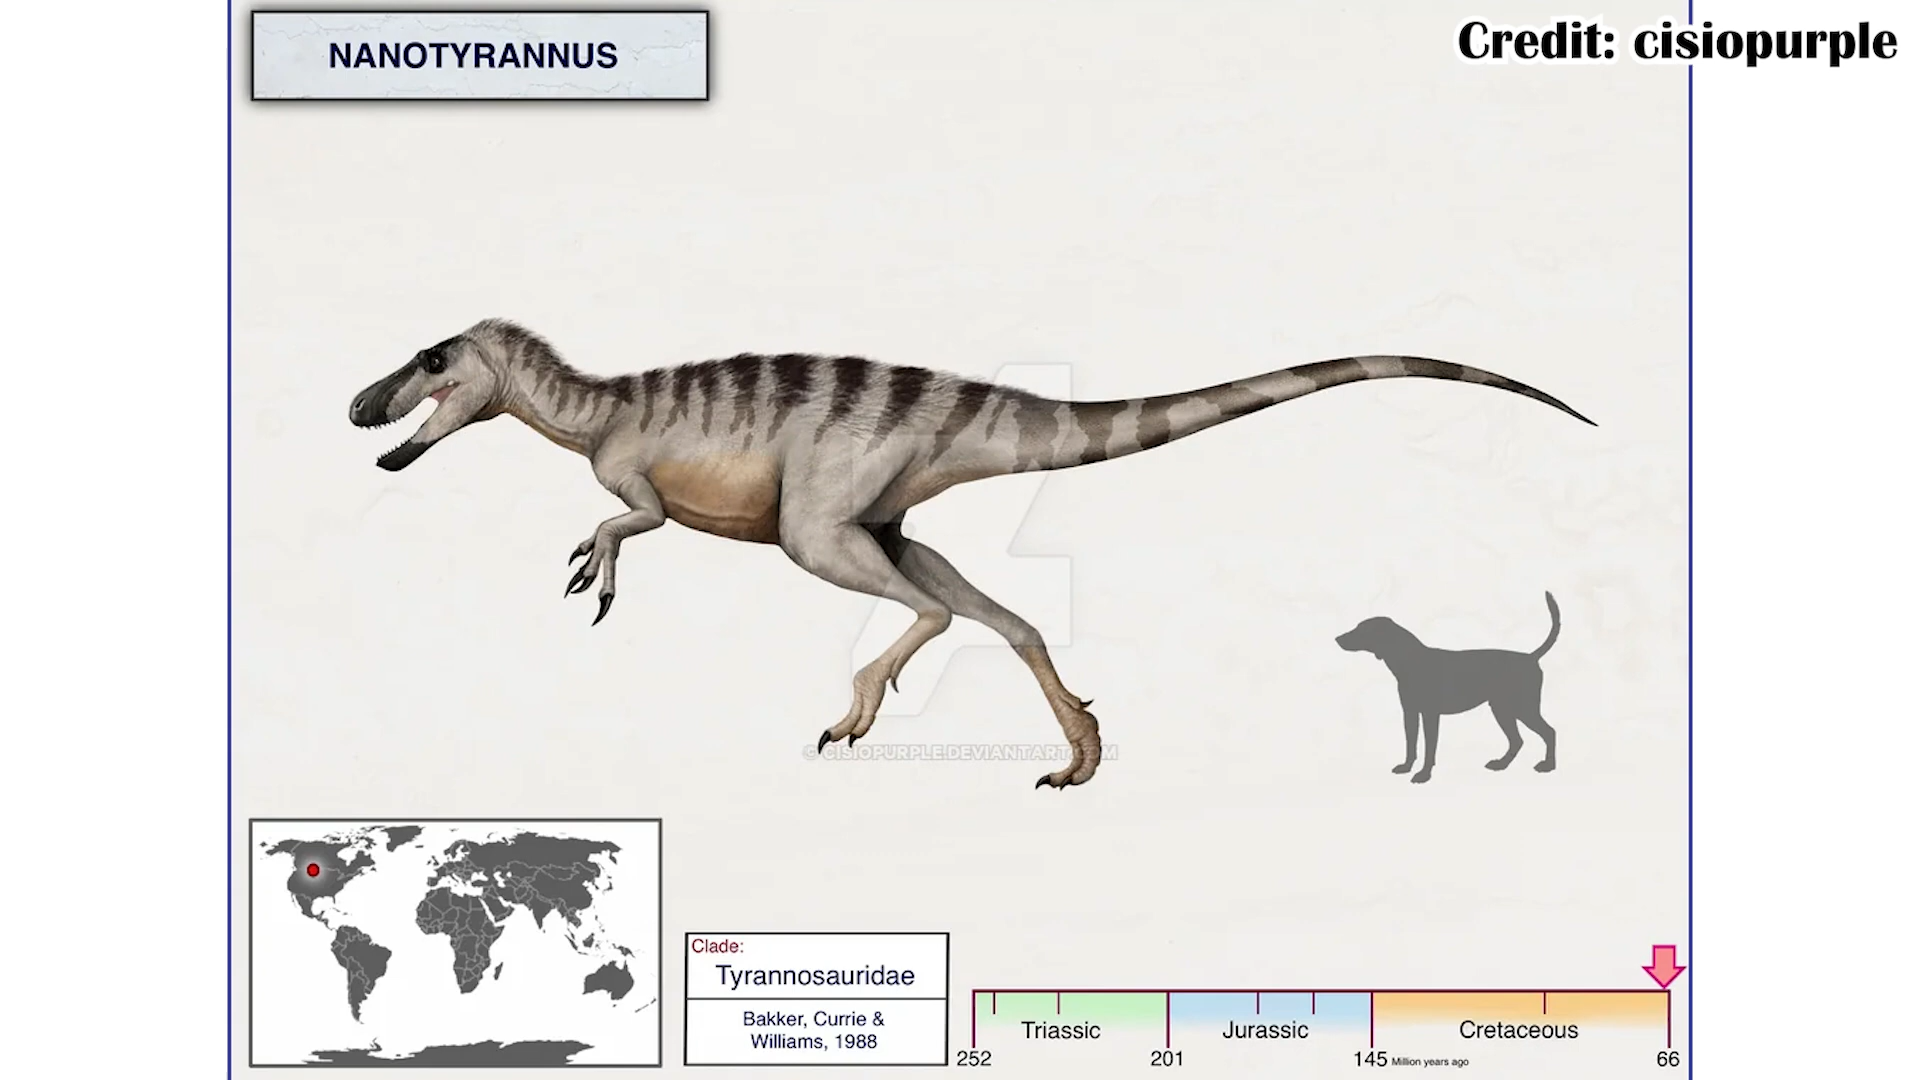 NANOTYRANNUS
Credit: cisiopurple
© CISIOPURPLE.DEVIANTART.COM
Clade:
Tyrannosauridae
Bakker, Currie &
Williams, 1988
Triassic
Jurassic
Cretaceous
252
201
145 Million years ago
66